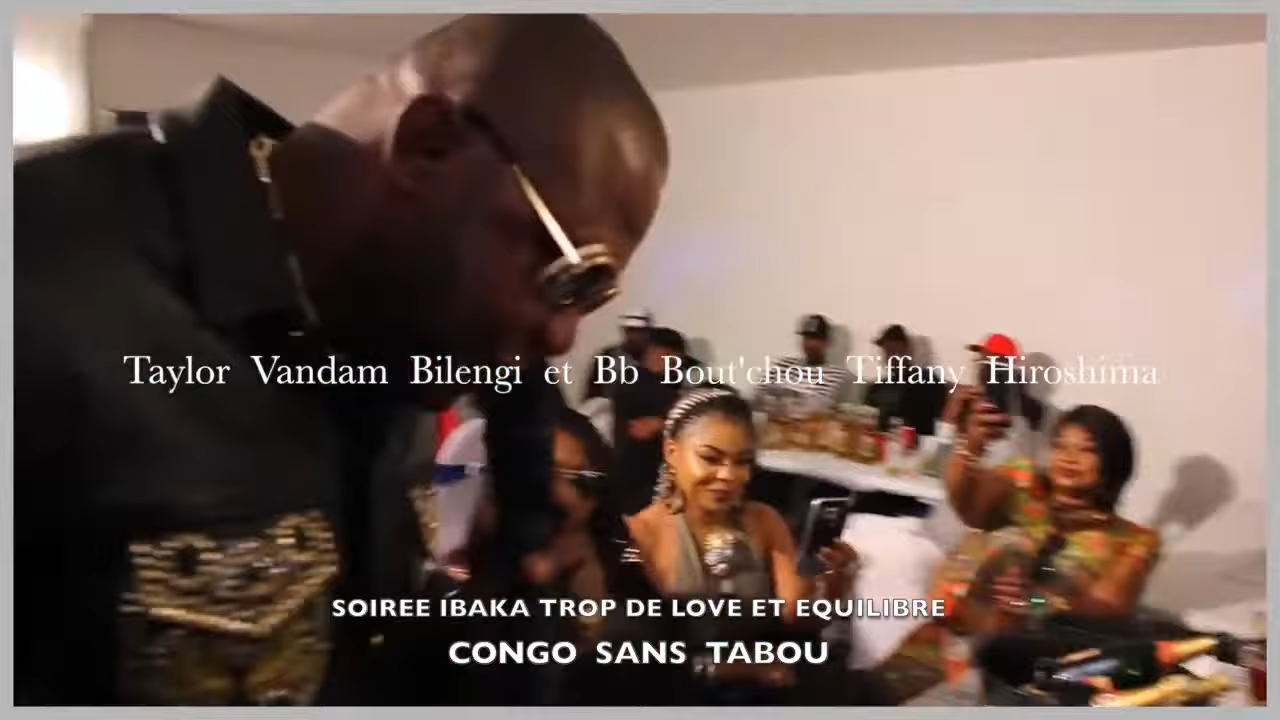 Taylor Vandam Bilengi et Bb Bout'chou Tiffany Hiroshima
SOIREE IBAKA TROP DE LOVE ET EQUILIBRE
CONGO SANS TABOU